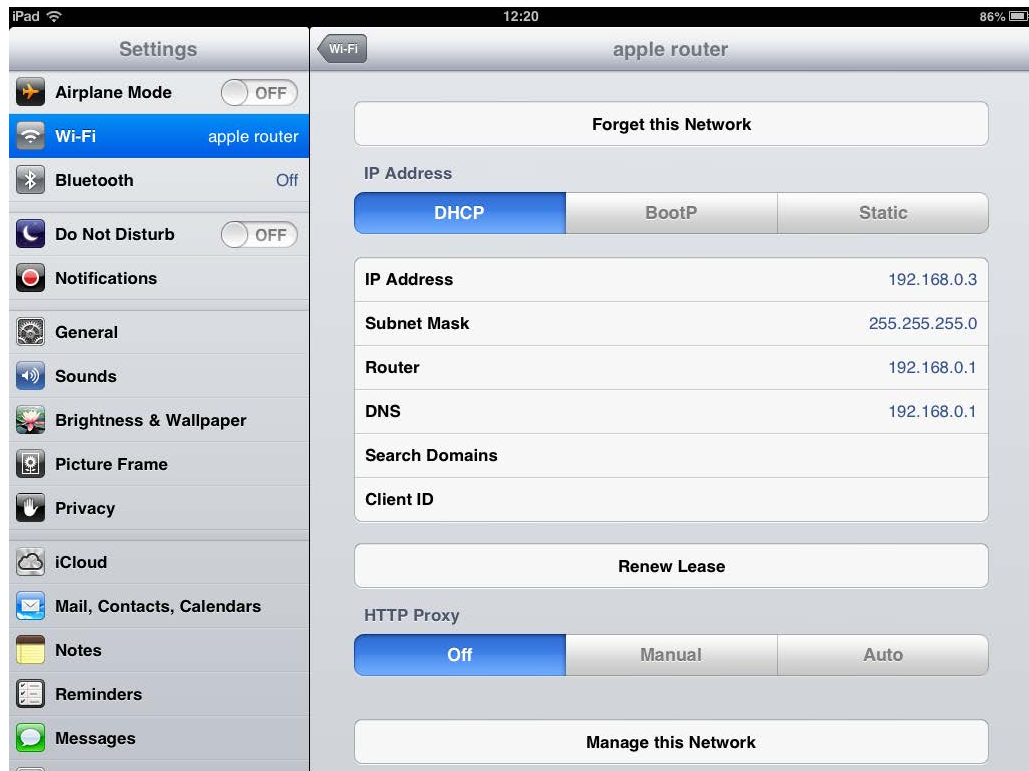 iPad 12:20 86%
Settings
Airplane Mode OFF
Wi-Fi apple router
Bluetooth Off
Do Not Disturb OFF
Notifications
General
Sounds
Brightness & Wallpaper
Picture Frame
Privacy
iCloud
Mail, Contacts, Calendars
Notes
Reminders
Messages
Wi-Fi apple router
Forget this Network
IP Address
DHCP BootP Static
IP Address 192.168.0.3
Subnet Mask 255.255.255.0
Router 192.168.0.1
DNS 192.168.0.1
Search Domains
Client ID
Renew Lease
HTTP Proxy
Off Manual Auto
Manage this Network